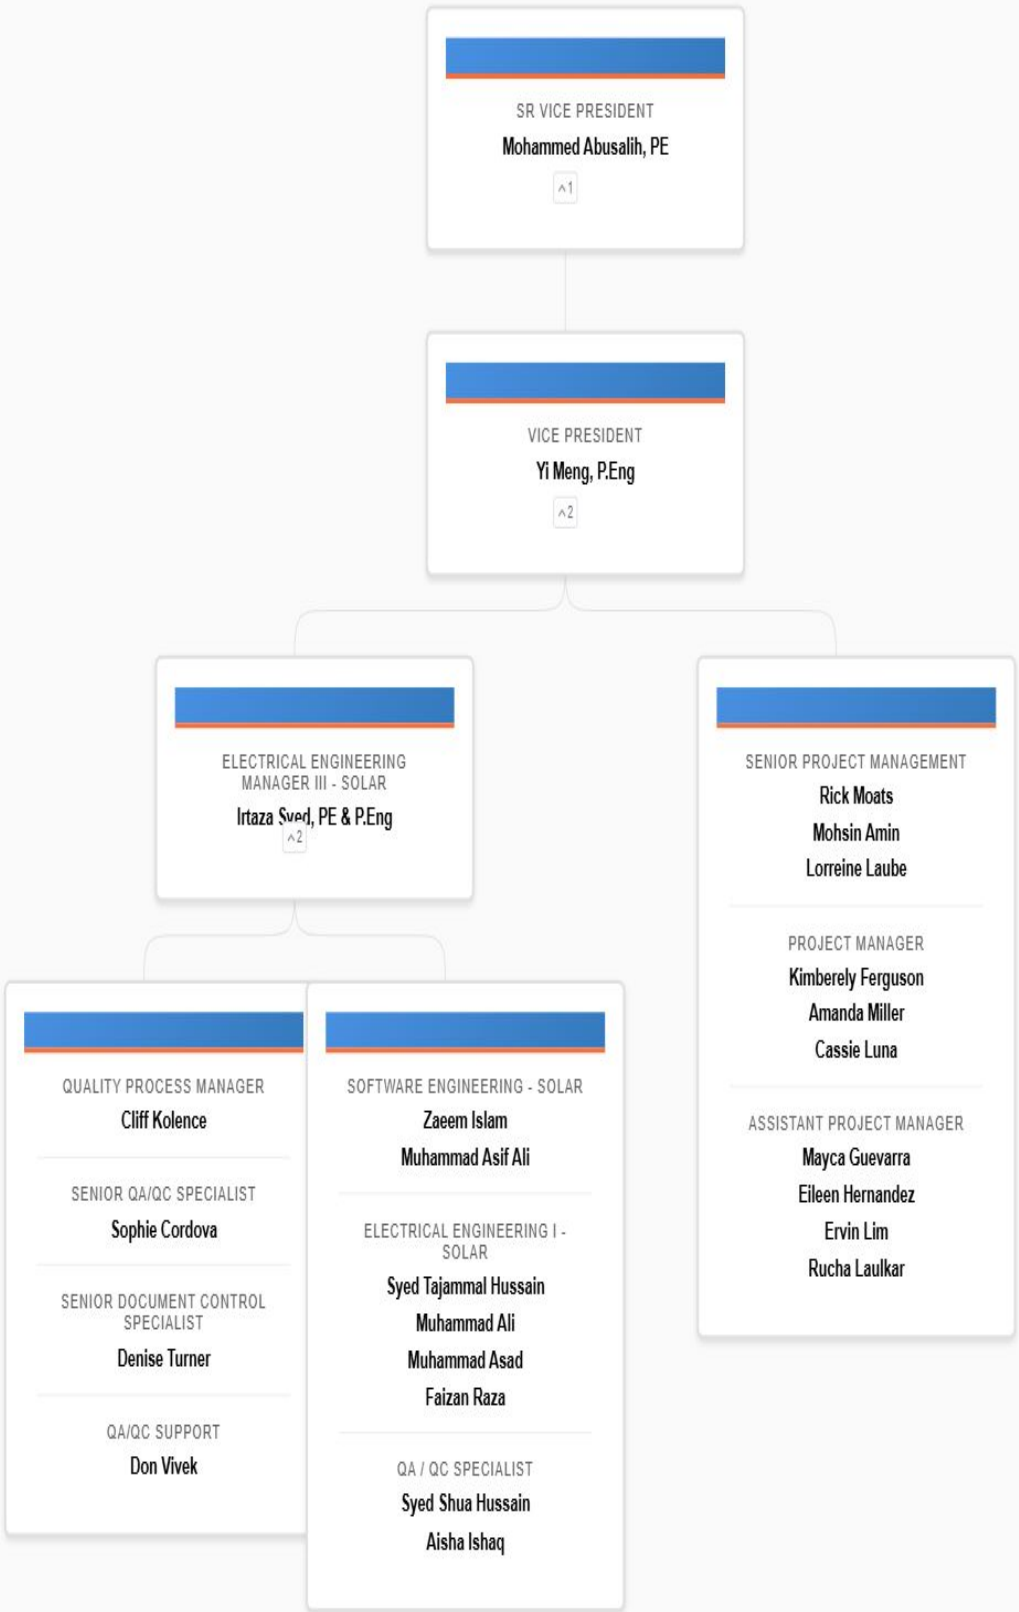 SR VICE PRESIDENT
Mohammed Abusalih, PE
^1
VICE PRESIDENT
Yi Meng, P.Eng
^2
ELECTRICAL ENGINEERING
MANAGER III - SOLAR
Irtaza Syed, PE & P.Eng
^2
SENIOR PROJECT MANAGEMENT
Rick Moats
Mohsin Amin
Lorreine Laube
PROJECT MANAGER
Kimberely Ferguson
Amanda Miller
Cassie Luna
ASSISTANT PROJECT MANAGER
Mayca Guevarra
Eileen Hernandez
Ervin Lim
Rucha Laulkar
QUALITY PROCESS MANAGER
Cliff Kolence
SENIOR QA/QC SPECIALIST
Sophie Cordova
SENIOR DOCUMENT CONTROL
SPECIALIST
Denise Turner
QA/QC SUPPORT
Don Vivek
SOFTWARE ENGINEERING - SOLAR
Zaeem Islam
Muhammad Asif Ali
ELECTRICAL ENGINEERING I -
SOLAR
Syed Tajammal Hussain
Muhammad Ali
Muhammad Asad
Faizan Raza
QA / QC SPECIALIST
Syed Shua Hussain
Aisha Ishaq